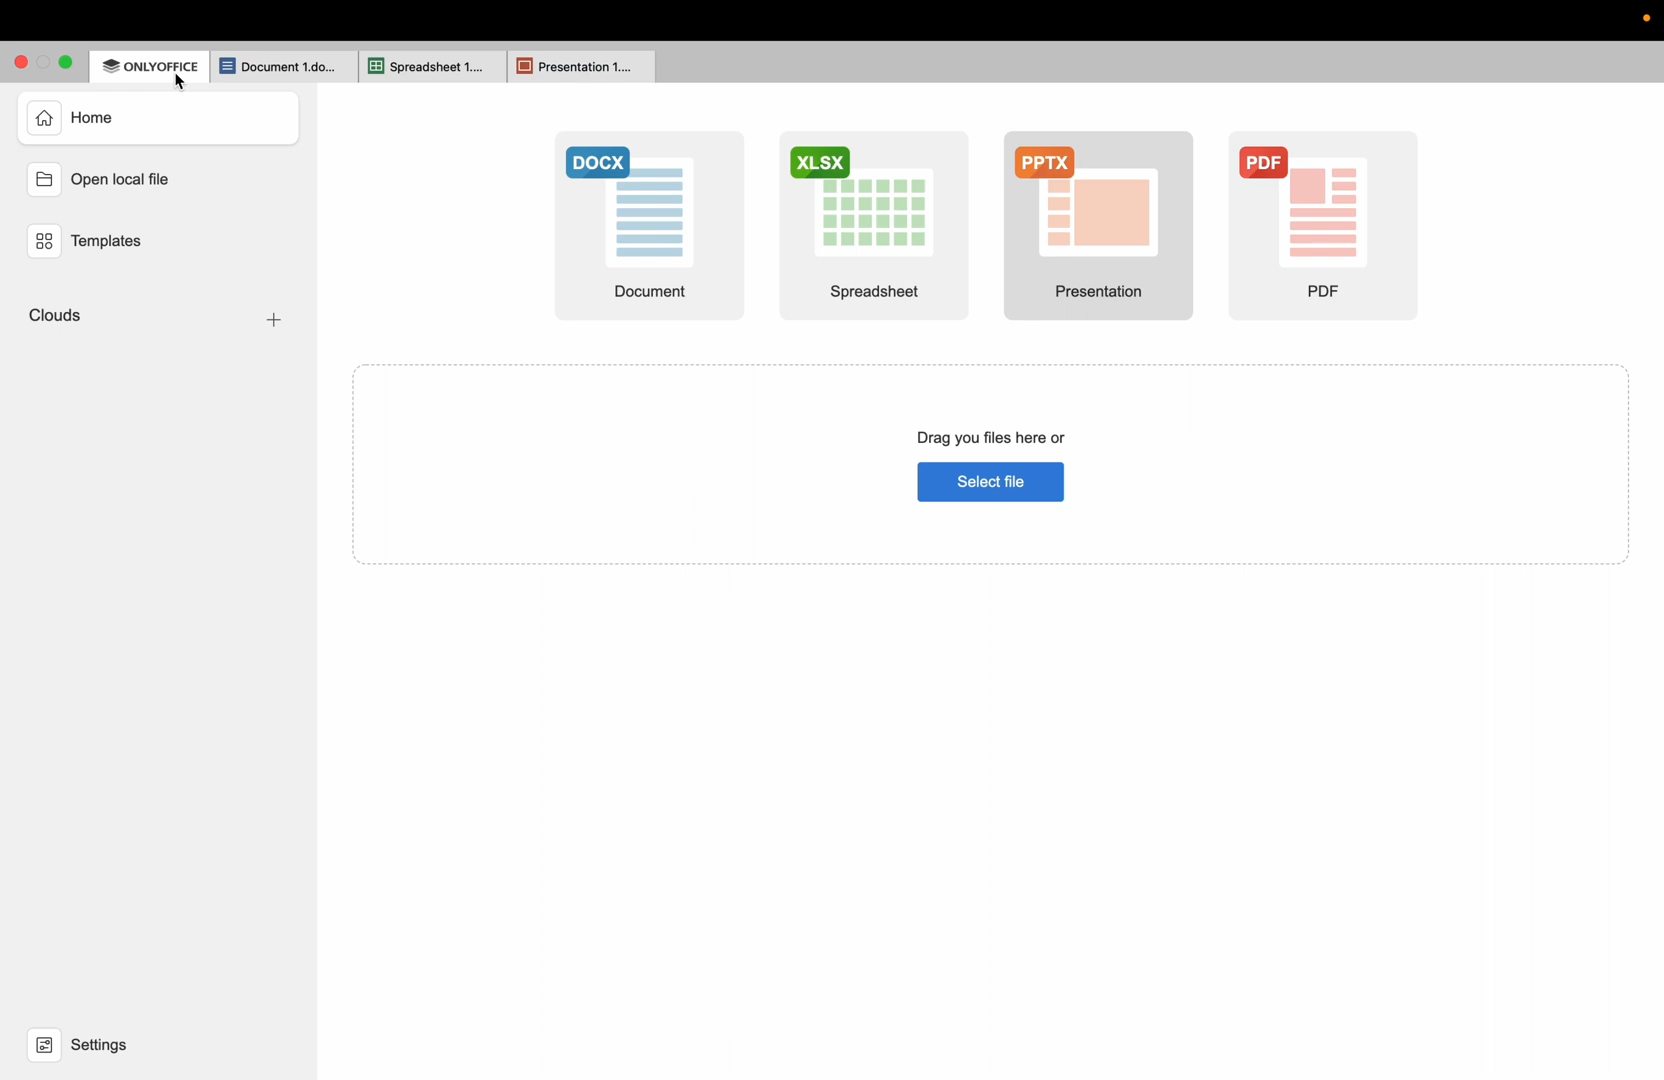 ONLYOFFICE
Document 1.do...
Spreadsheet 1....
Presentation 1....
Home
Open local file
Templates
Clouds
DOCX
Document
XLSX
Spreadsheet
PPTX
Presentation
PDF
PDF
Drag you files here or
Select file
Settings